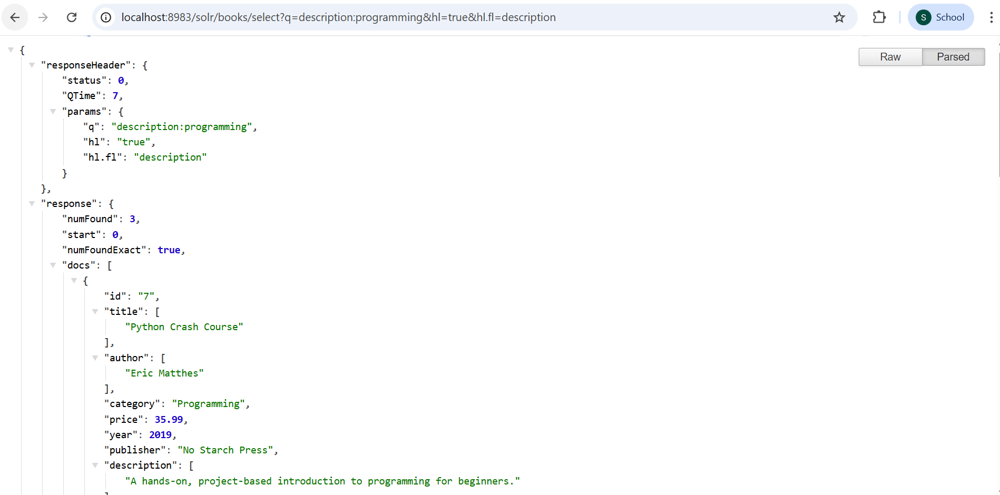 localhost:8983/solr/books/select?q=description:programming&hl=true&hl.fl=description
S School
Raw Parsed
{
"responseHeader": {
"status": 0,
"QTime": 7,
"params": {
"q": "description:programming",
"hl": "true",
"hl.fl": "description"
}
},
"response": {
"numFound": 3,
"start": 0,
"numFoundExact": true,
"docs": [
{
"id": "7",
"title": [
"Python Crash Course"
],
"author": [
"Eric Matthes"
],
"category": "Programming",
"price": 35.99,
"year": 2019,
"publisher": "No Starch Press",
"description": [
"A hands-on, project-based introduction to programming for beginners."